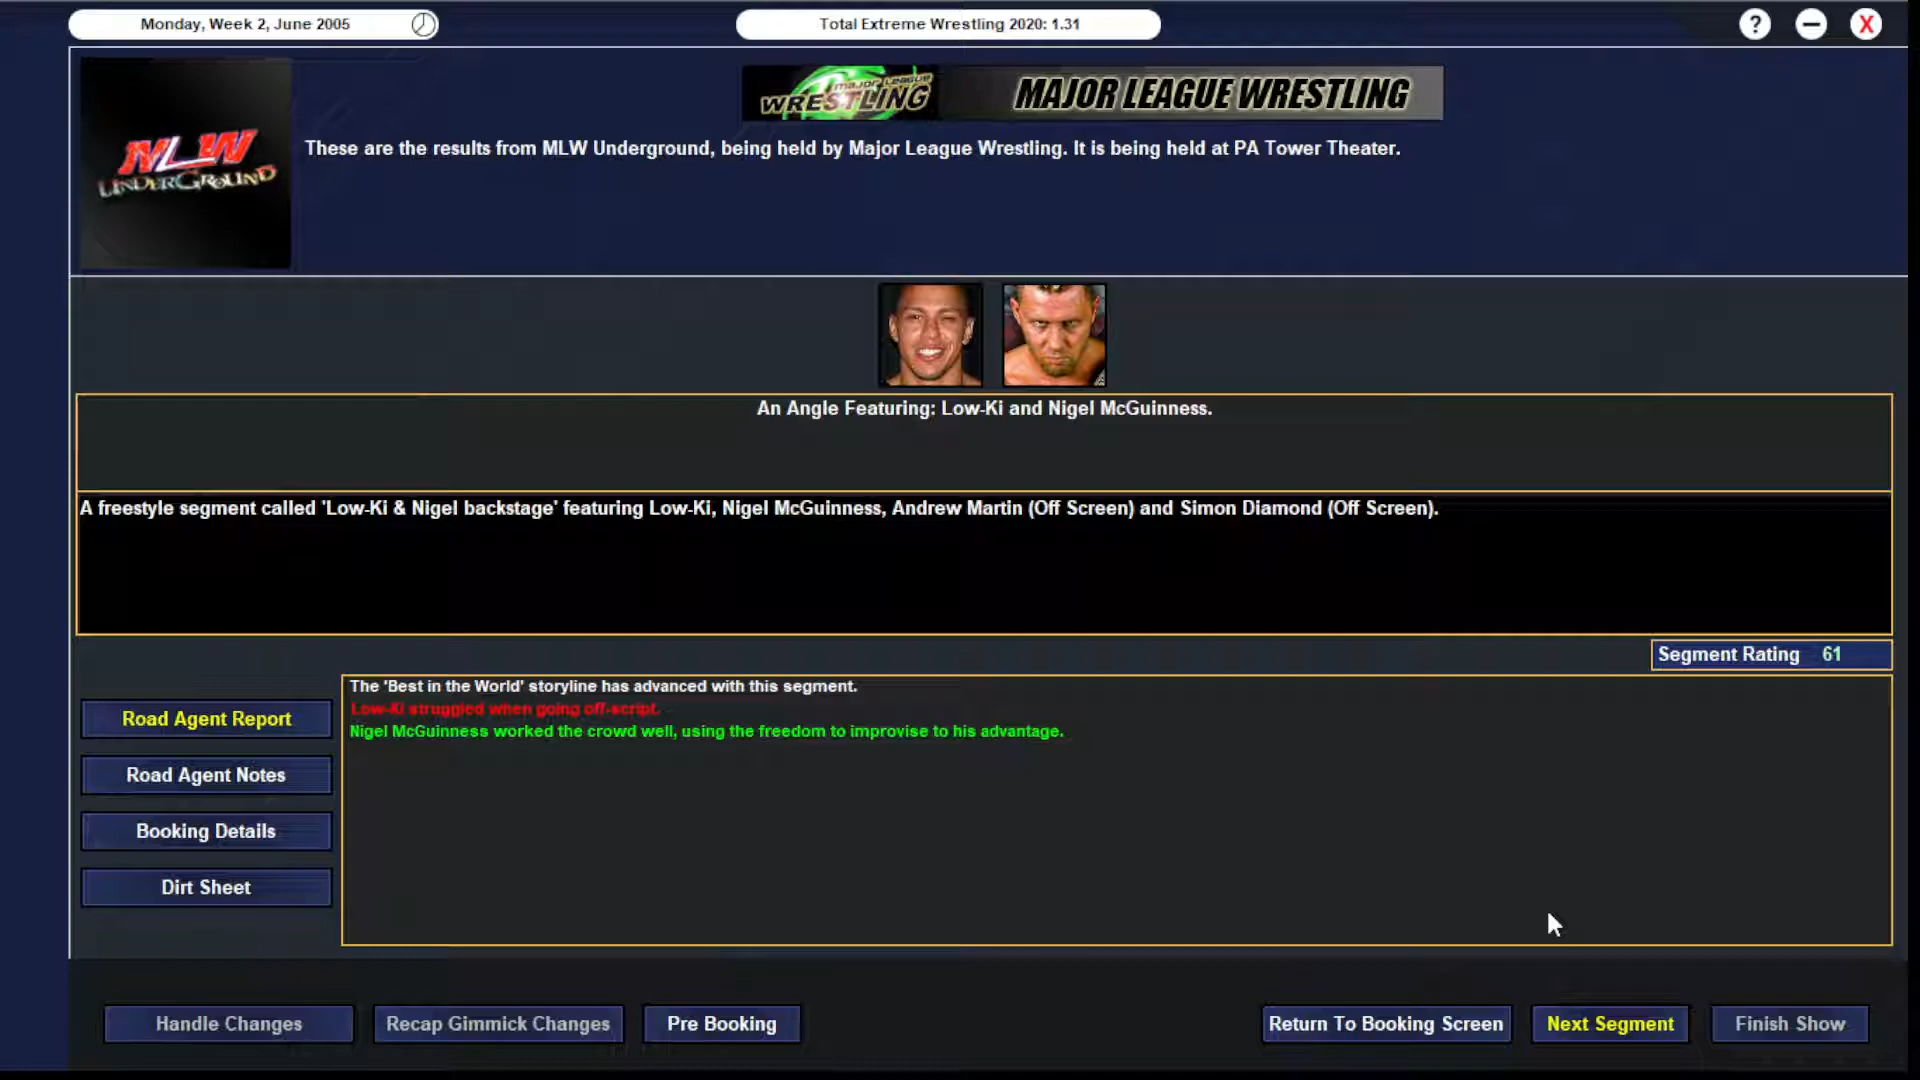 Monday, Week 2, June 2005
Total Extreme Wrestling 2020: 1.31
?
X
major league
WRESTLING
MAJOR LEAGUE WRESTLING
MLW
UNDERGROUND
These are the results from MLW Underground, being held by Major League Wrestling. It is being held at PA Tower Theater.
An Angle Featuring: Low-Ki and Nigel McGuinness.
A freestyle segment called 'Low-Ki & Nigel backstage' featuring Low-Ki, Nigel McGuinness, Andrew Martin (Off Screen) and Simon Diamond (Off Screen).
Segment Rating 61
The 'Best in the World' storyline has advanced with this segment.
Low-Ki struggled when going off-script.
Nigel McGuinness worked the crowd well, using the freedom to improvise to his advantage.
Road Agent Report
Road Agent Notes
Booking Details
Dirt Sheet
Handle Changes
Recap Gimmick Changes
Pre Booking
Return To Booking Screen
Next Segment
Finish Show